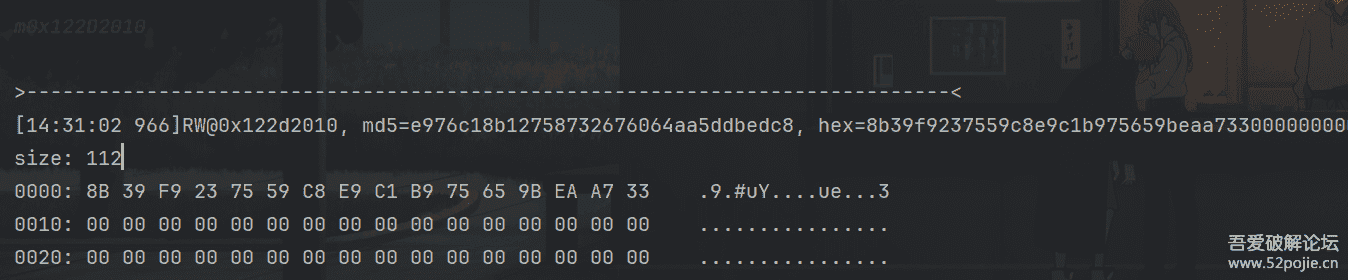 m0x122D2010
>-----------------------------------------------------------------------------<
[14:31:02 966]RW@0x122d2010, md5=e976c18b12758732676064aa5ddbedc8, hex=8b39f9237559c8e9c1b975659beaa73300000000000
size: 112
0000: 8B 39 F9 23 75 59 C8 E9 C1 B9 75 65 9B EA A7 33    .9.#uY....ue...3
0010: 00 00 00 00 00 00 00 00 00 00 00 00 00 00 00 00    ................
0020: 00 00 00 00 00 00 00 00 00 00 00 00 00 00 00 00    ................
吾爱破解论坛
www.52pojie.cn